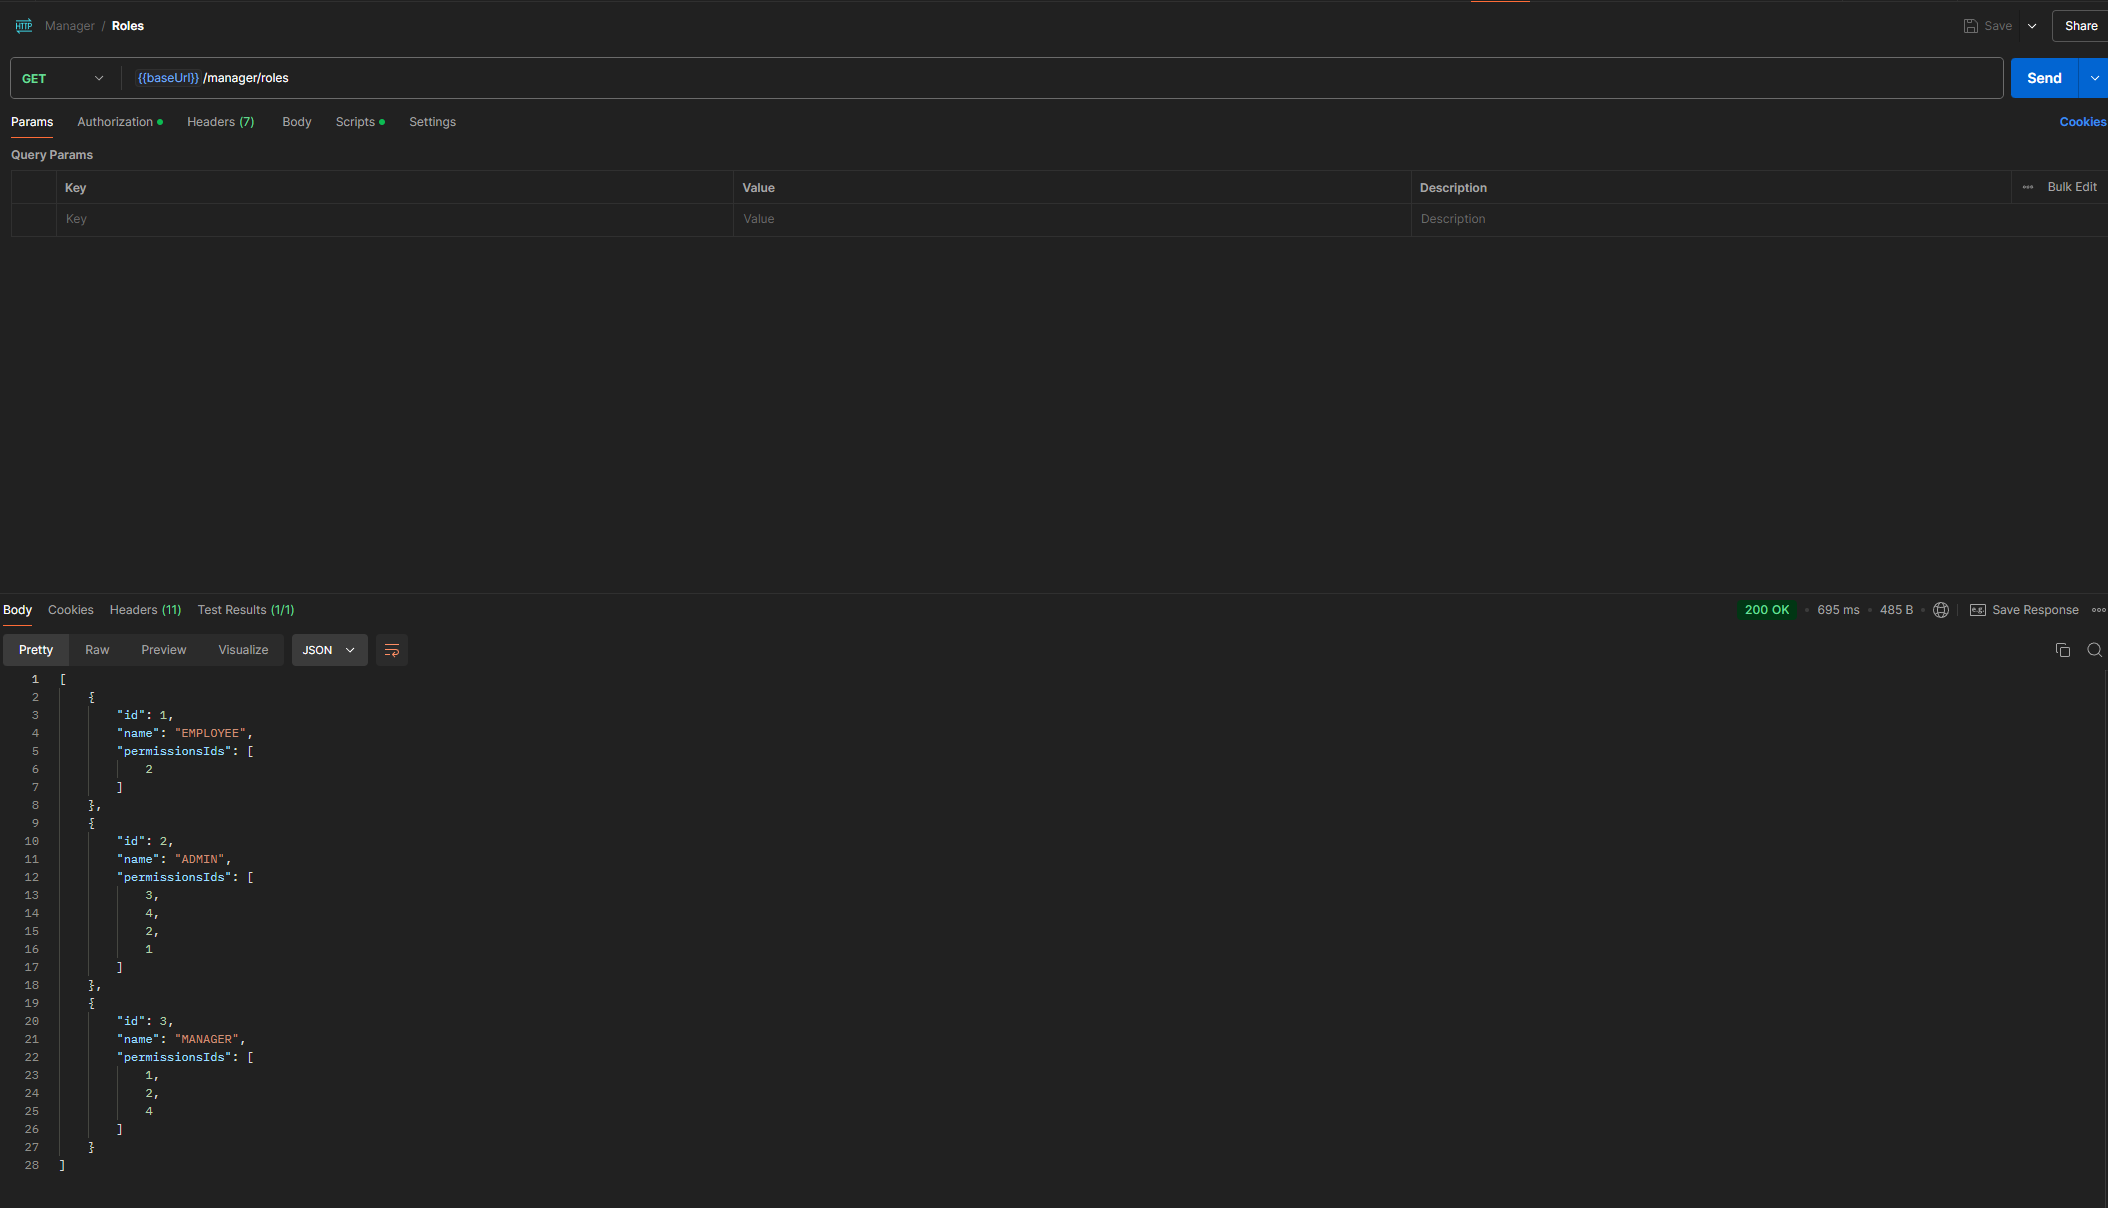 HTTP Manager / Roles Save Share
GET {{baseUrl}} /manager/roles Send
Params Authorization Headers (7) Body Scripts Settings Cookies
Query Params
Key Value Description Bulk Edit
Key Value Description
Body Cookies Headers (11) Test Results (1/1) 200 OK 695 ms 485 B e.g. Save Response
Pretty Raw Preview Visualize JSON
1 [
2 {
3 "id": 1,
4 "name": "EMPLOYEE",
5 "permissionsIds": [
6 2
7 ]
8 },
9 {
10 "id": 2,
11 "name": "ADMIN",
12 "permissionsIds": [
13 3,
14 4,
15 2,
16 1
17 ]
18 },
19 {
20 "id": 3,
21 "name": "MANAGER",
22 "permissionsIds": [
23 1,
24 2,
25 4
26 ]
27 }
28 ]